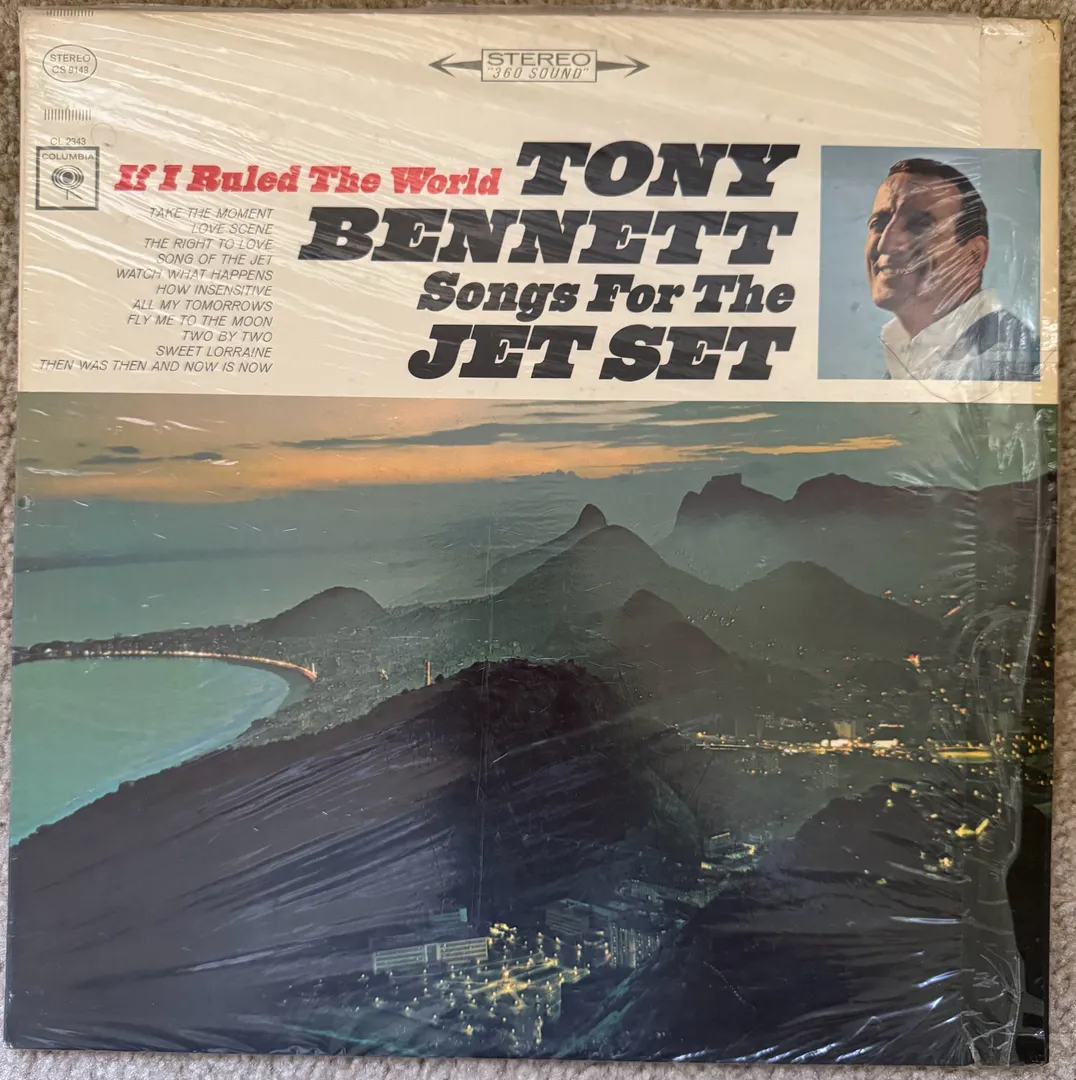 STEREO
CS 9143
STEREO
"360 SOUND"
CL 2343
COLUMBIA
If I Ruled The World
TONY
BENNETT
Songs For The
JET SET
TAKE THE MOMENT
LOVE SCENE
THE RIGHT TO LOVE
SONG OF THE JET
WATCH WHAT HAPPENS
HOW INSENSITIVE
ALL MY TOMORROWS
FLY ME TO THE MOON
TWO BY TWO
SWEET LORRAINE
THEN WAS THEN AND NOW IS NOW